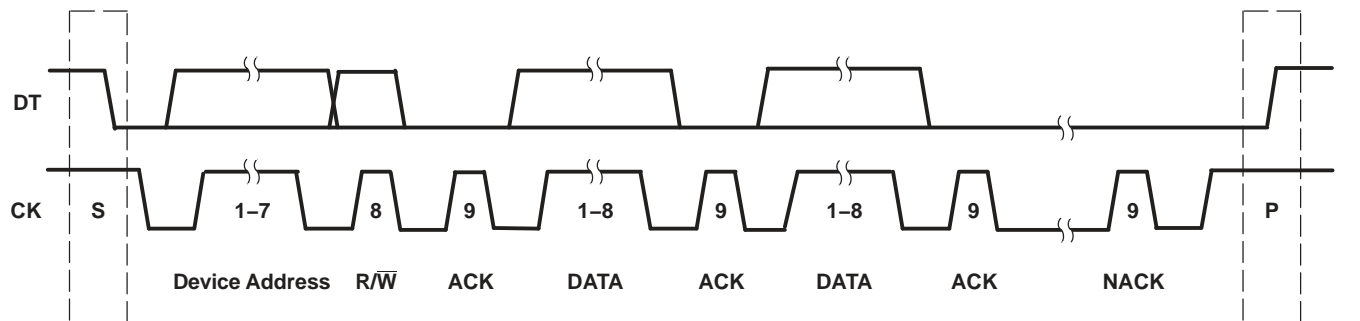 DT
CK S 1–7 8 9 1–8 9 1–8 9 9 P
Device Address R/W̅ ACK DATA ACK DATA ACK NACK